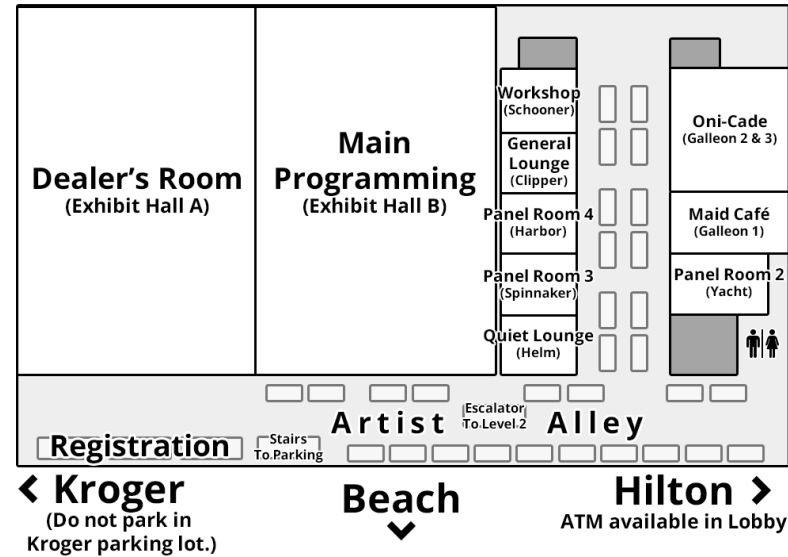 Dealer’s Room
(Exhibit Hall A)
Main
Programming
(Exhibit Hall B)
Workshop
(Schooner)
General
Lounge
(Clipper)
Panel Room 4
(Harbor)
Panel Room 3
(Spinnaker)
Quiet Lounge
(Helm)
Oni-Cade
(Galleon 2 & 3)
Maid Café
(Galleon 1)
Panel Room 2
(Yacht)
Artist Alley
Escalator
To Level 2
Registration
Stairs
To Parking
Kroger
(Do not park in
Kroger parking lot.)
Beach
Hilton
ATM available in Lobby